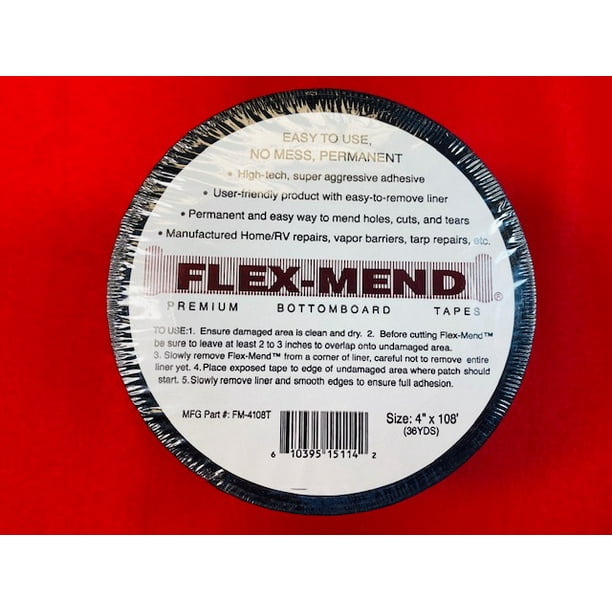 EASY TO USE,
NO MESS, PERMANENT
• High-tech, super aggressive adhesive
• User-friendly product with easy-to-remove liner
• Permanent and easy way to mend holes, cuts, and tears
• Manufactured Home/RV repairs, vapor barriers, tarp repairs, etc.
FLEX-MEND®
PREMIUM BOTTOMBOARD TAPES
TO USE:1. Ensure damaged area is clean and dry. 2. Before cutting Flex-Mend™
be sure to leave at least 2 to 3 inches to overlap onto undamaged area.
3. Slowly remove Flex-Mend™ from a corner of liner, careful not to remove entire
liner yet. 4. Place exposed tape to edge of undamaged area where patch should
start. 5. Slowly remove liner and smooth edges to ensure full adhesion.
MFG Part #: FM-4108T
Size: 4" x 108'
(36YDS)
6 10395 15114 2